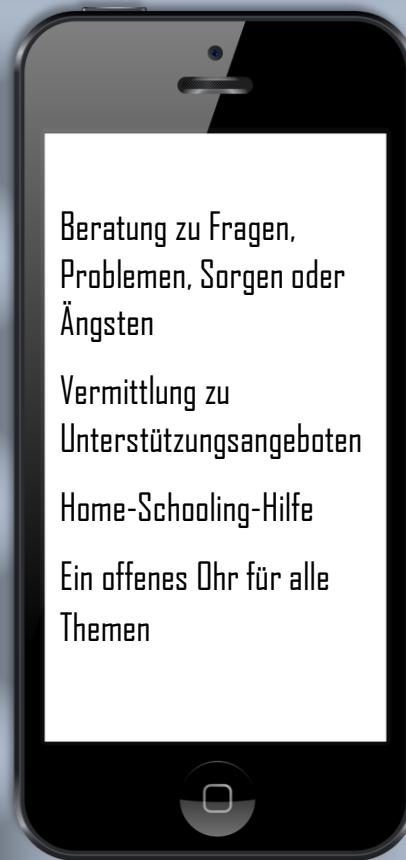 Beratung zu Fragen,
Problemen, Sorgen oder
Ängsten
Vermittlung zu
Unterstützungsangeboten
Home-Schooling-Hilfe
Ein offenes Ohr für alle
Themen